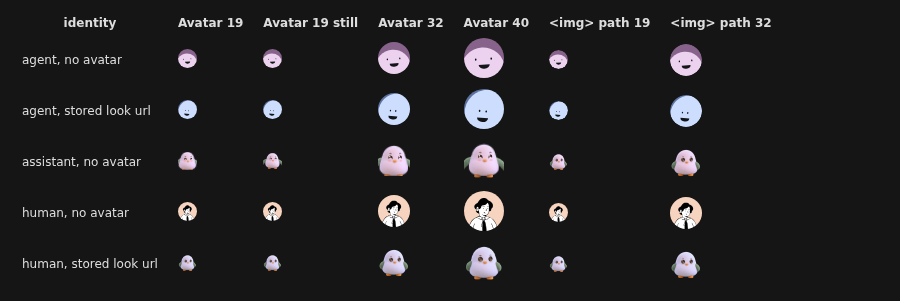 identity Avatar 19 Avatar 19 still Avatar 32 Avatar 40 <img> path 19 <img> path 32
agent, no avatar
agent, stored look url
assistant, no avatar
human, no avatar
human, stored look url